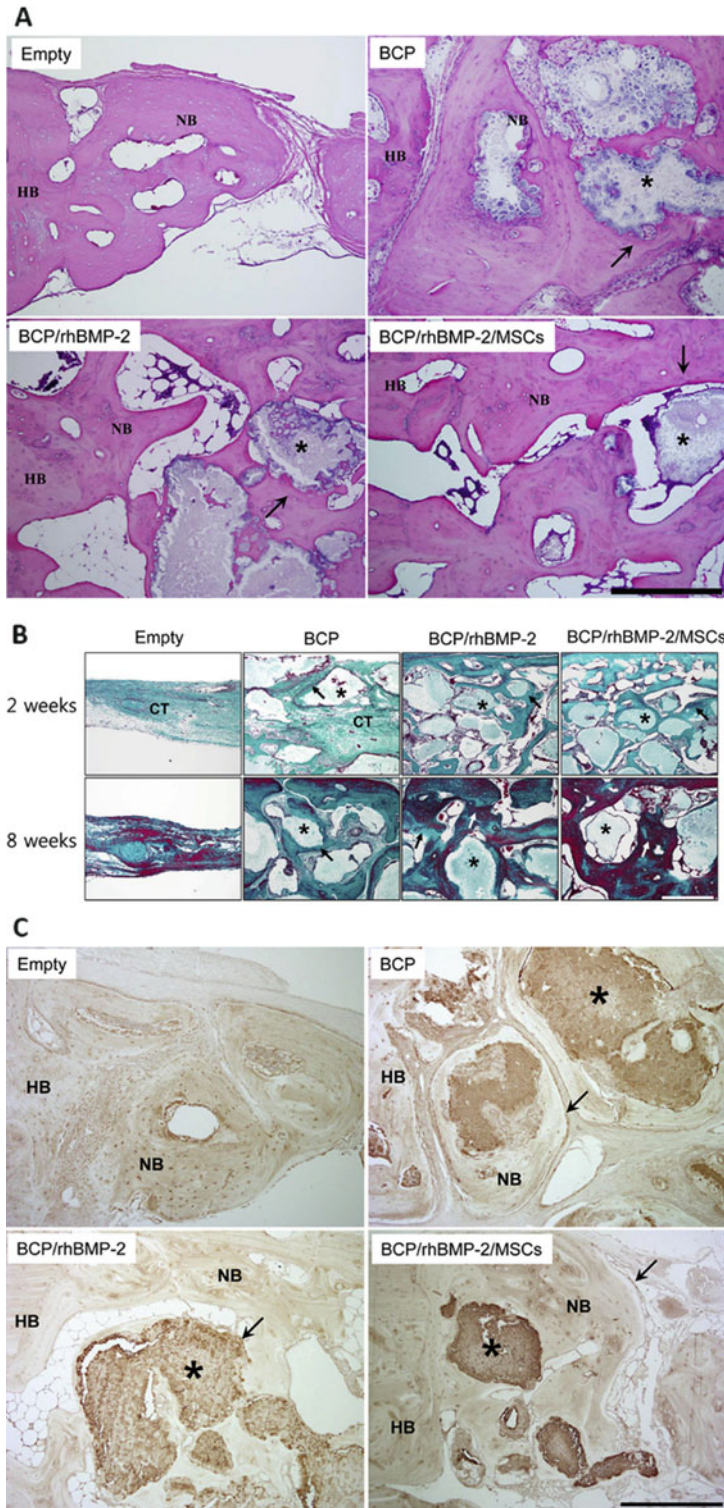 A
Empty
NB
HB
BCP
NB
HB
*
BCP/rhBMP-2
NB
HB
*
BCP/rhBMP-2/MSCs
HB
NB
*
B
Empty BCP BCP/rhBMP-2 BCP/rhBMP-2/MSCs
2 weeks
CT
*
CT
*
*
8 weeks
*
*
*
C
Empty
HB
NB
BCP
*
HB
NB
BCP/rhBMP-2
NB
HB
*
BCP/rhBMP-2/MSCs
NB
*
HB